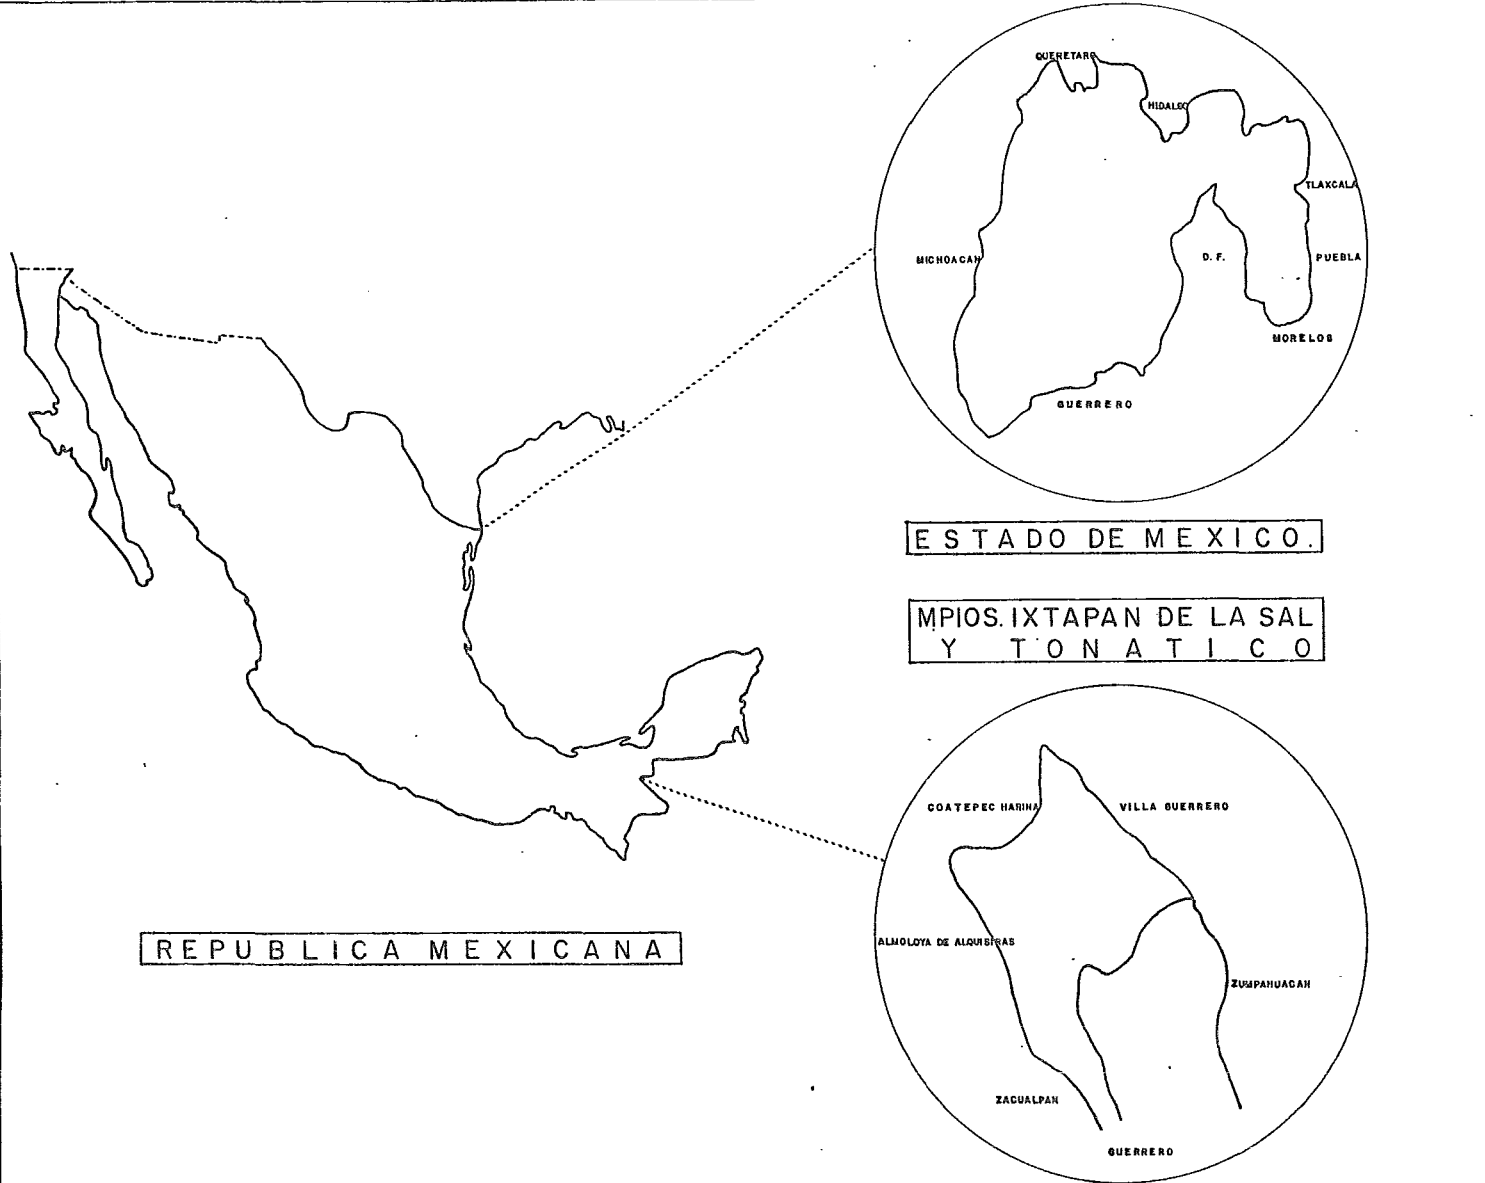 QUERETARO
HIDALGO
TLAXCALA
MICHOACAN
D. F.
PUEBLA
MORELOS
GUERRERO
ESTADO DE MEXICO.
MPIOS. IXTAPAN DE LA SAL
Y TONATICO
COATEPEC HARINA
VILLA GUERRERO
ALMOLOYA DE ALQUISIRAS
REPUBLICA MEXICANA
ZUMPAHUACAN
ZACUALPAN
GUERRERO